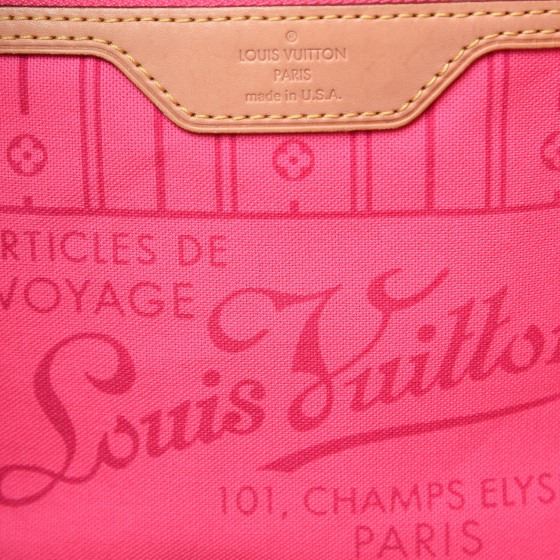 ©
LOUIS VUITTON
PARIS
made in U.S.A.
RTICLES DE
VOYAGE
Louis Vuitton
101, CHAMPS ELYS
PARIS